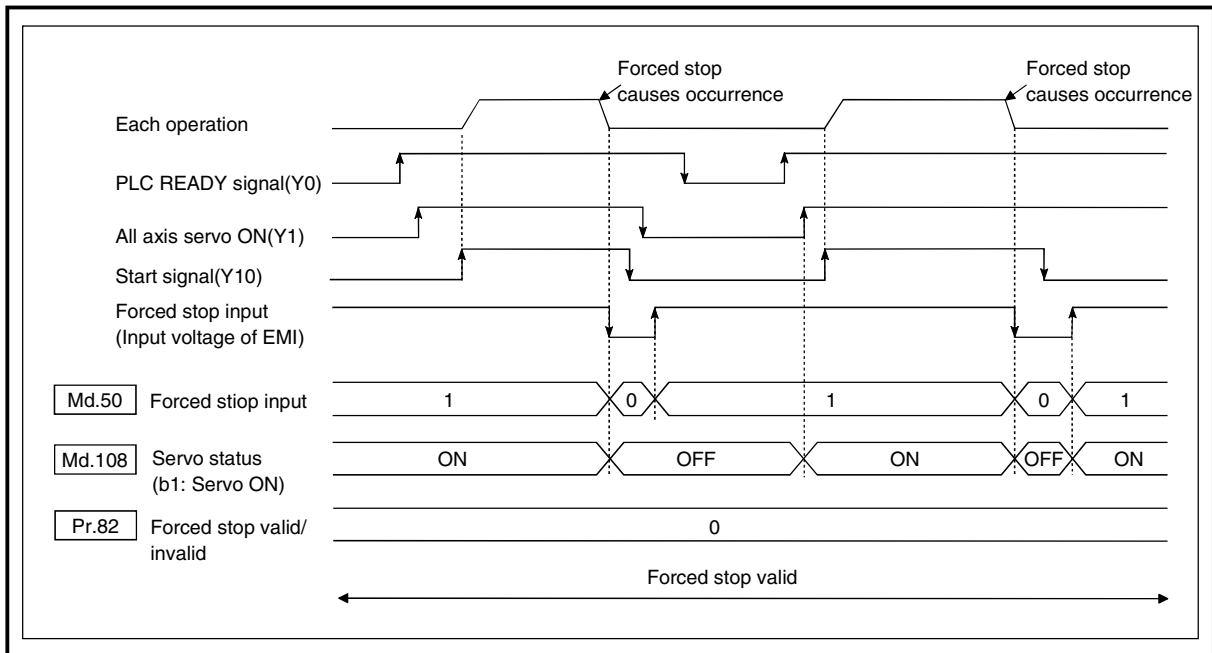 Forced stop
causes occurrence
Forced stop
causes occurrence
Each operation
PLC READY signal(Y0)
All axis servo ON(Y1)
Start signal(Y10)
Forced stop input
(Input voltage of EMI)
Md.50 Forced stiop input 1 0 1 0 1
Md.108 Servo status
(b1: Servo ON)
ON OFF ON OFF ON
Pr.82 Forced stop valid/
invalid
0
Forced stop valid